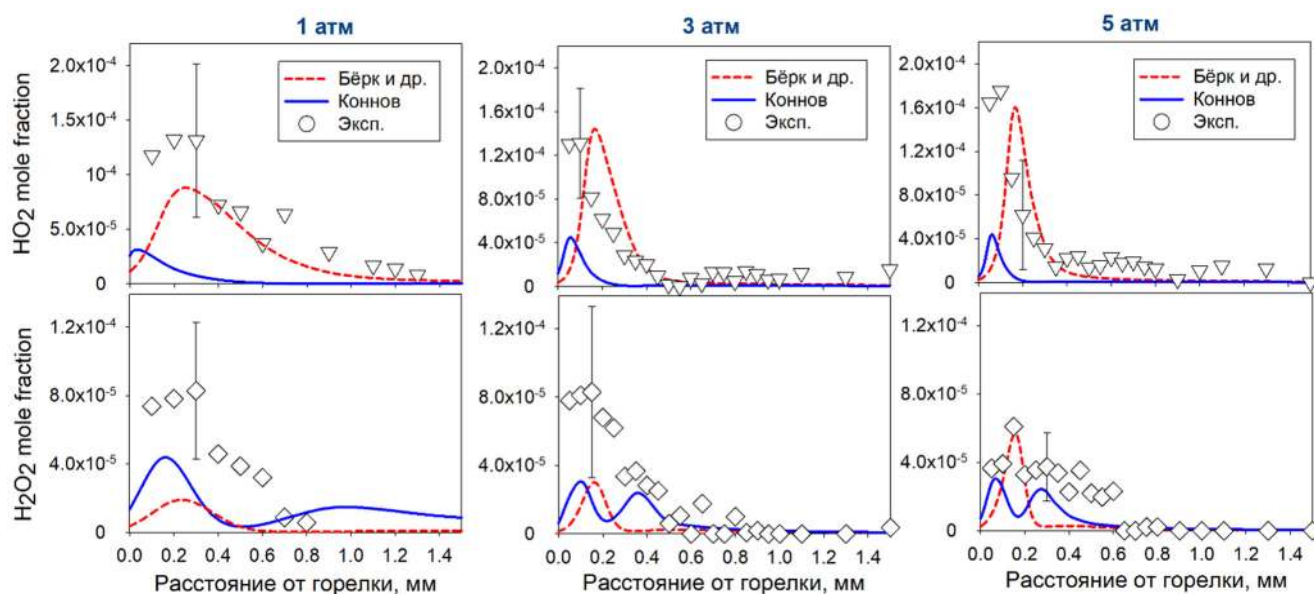 1 атм
3 атм
5 атм
HO2 mole fraction
2.0x10-4
1.5x10-4
10-4
5.0x10-5
0
Бёрк и др.
Коннов
Эксп.
2.0x10-4
1.6x10-4
1.2x10-4
8.0x10-5
4.0x10-5
0
Бёрк и др.
Коннов
Эксп.
2.0x10-4
1.6x10-4
1.2x10-4
8.0x10-5
4.0x10-5
0
Бёрк и др.
Коннов
Эксп.
H2O2 mole fraction
1.2x10-4
8.0x10-5
4.0x10-5
0
0.0 0.2 0.4 0.6 0.8 1.0 1.2 1.4
Расстояние от горелки, мм
1.2x10-4
8.0x10-5
4.0x10-5
0
0.0 0.2 0.4 0.6 0.8 1.0 1.2 1.4
Расстояние от горелки, мм
1.2x10-4
8.0x10-5
4.0x10-5
0
0.0 0.2 0.4 0.6 0.8 1.0 1.2 1.4
Расстояние от горелки, мм